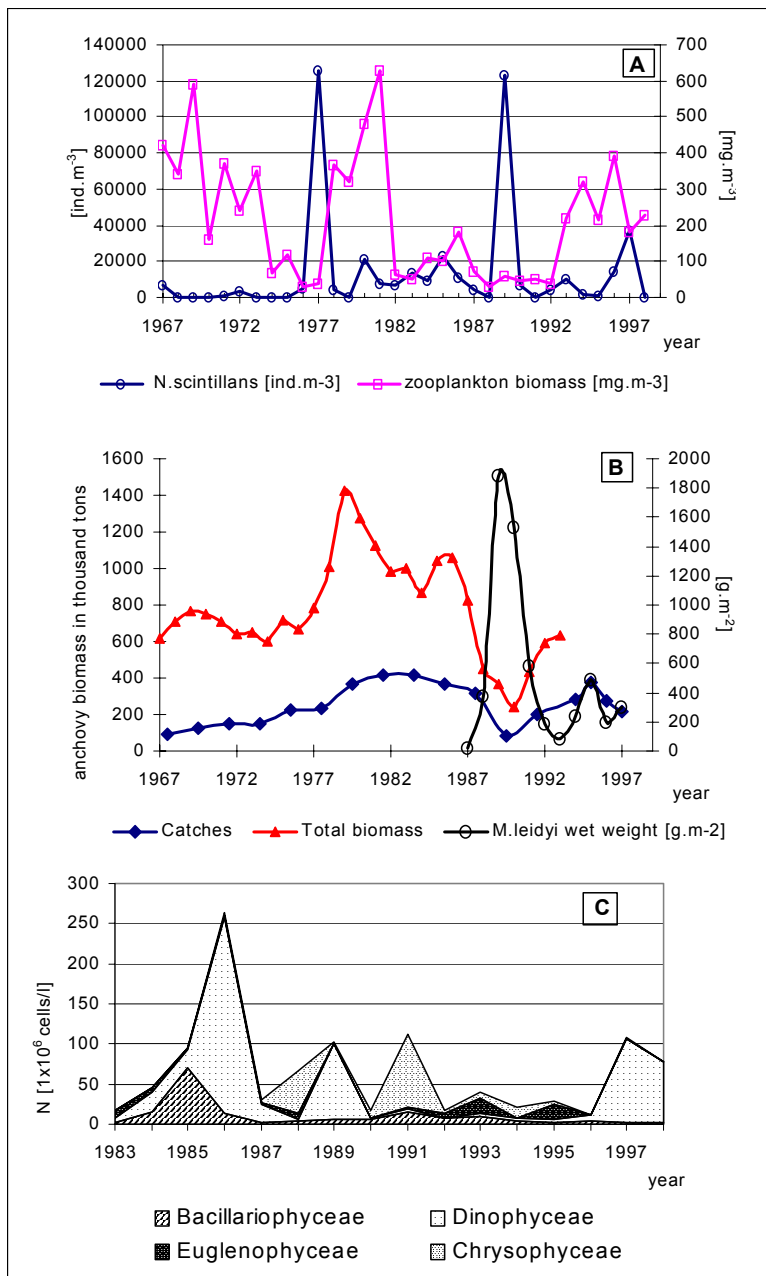 A
140000
120000
100000
80000
60000
40000
20000
0
[ind.m-3]
700
600
500
400
300
200
100
0
[mg.m-3]
1967 1972 1977 1982 1987 1992 1997
year
N.scintillans [ind.m-3] zooplankton biomass [mg.m-3]
B
1600
1400
1200
1000
800
600
400
200
0
anchovy biomass in thousand tons
2000
1800
1600
1400
1200
1000
800
600
400
200
0
[g.m-2]
1967 1972 1977 1982 1987 1992 1997
year
Catches Total biomass M.leidyi wet weight [g.m-2]
C
300
250
200
150
100
50
0
N [1x10⁶ cells/l]
1983 1985 1987 1989 1991 1993 1995 1997
year
Bacillariophyceae Dinophyceae
Euglenophyceae Chrysophyceae